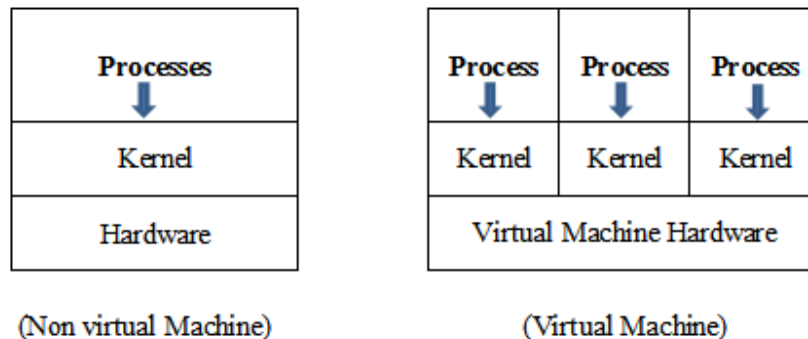 Processes
Kernel
Hardware
(Non virtual Machine)
Process Process Process
Kernel Kernel Kernel
Virtual Machine Hardware
(Virtual Machine)